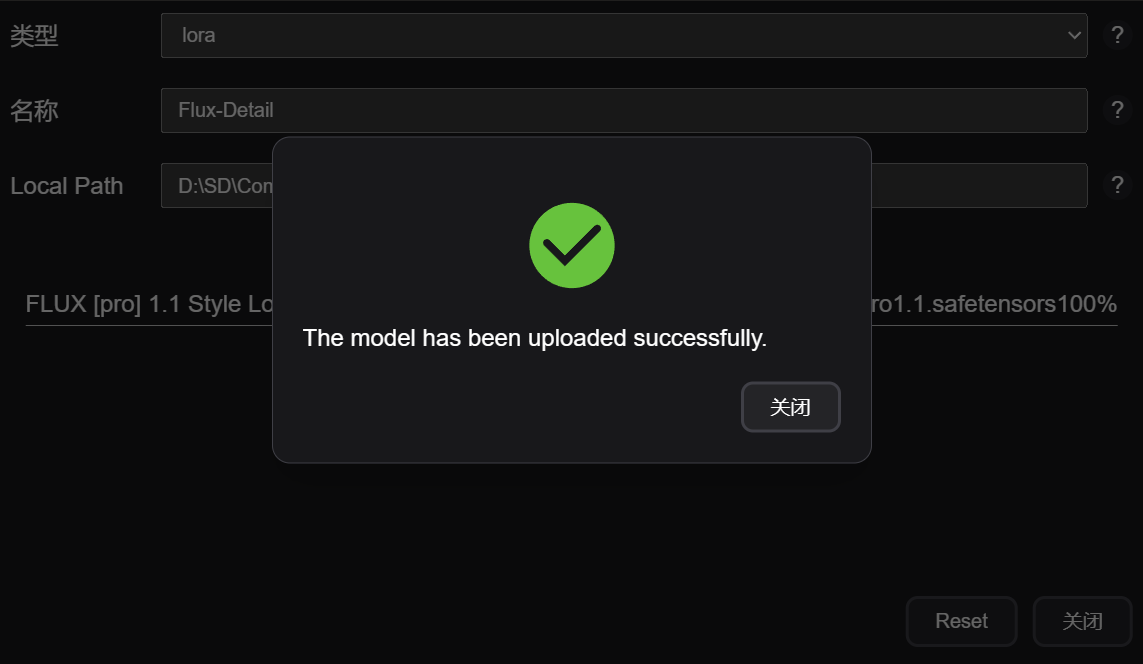 类型 lora ?
名称 Flux-Detail ?
Local Path D:\SD\Con ?
FLUX [pro] 1.1 Style Lo ro1.1.safetensors100%
The model has been uploaded successfully.
关闭
Reset 关闭